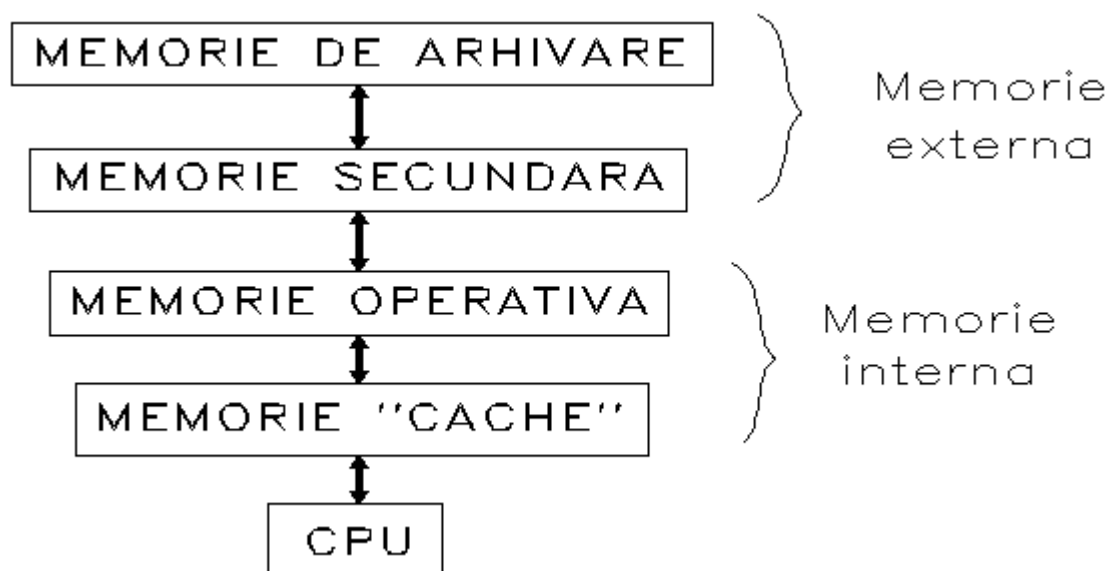 MEMORIE DE ARHIVARE
MEMORIE SECUNDARA
Memorie
externa
MEMORIE OPERATIVA
MEMORIE "CACHE"
Memorie
interna
CPU